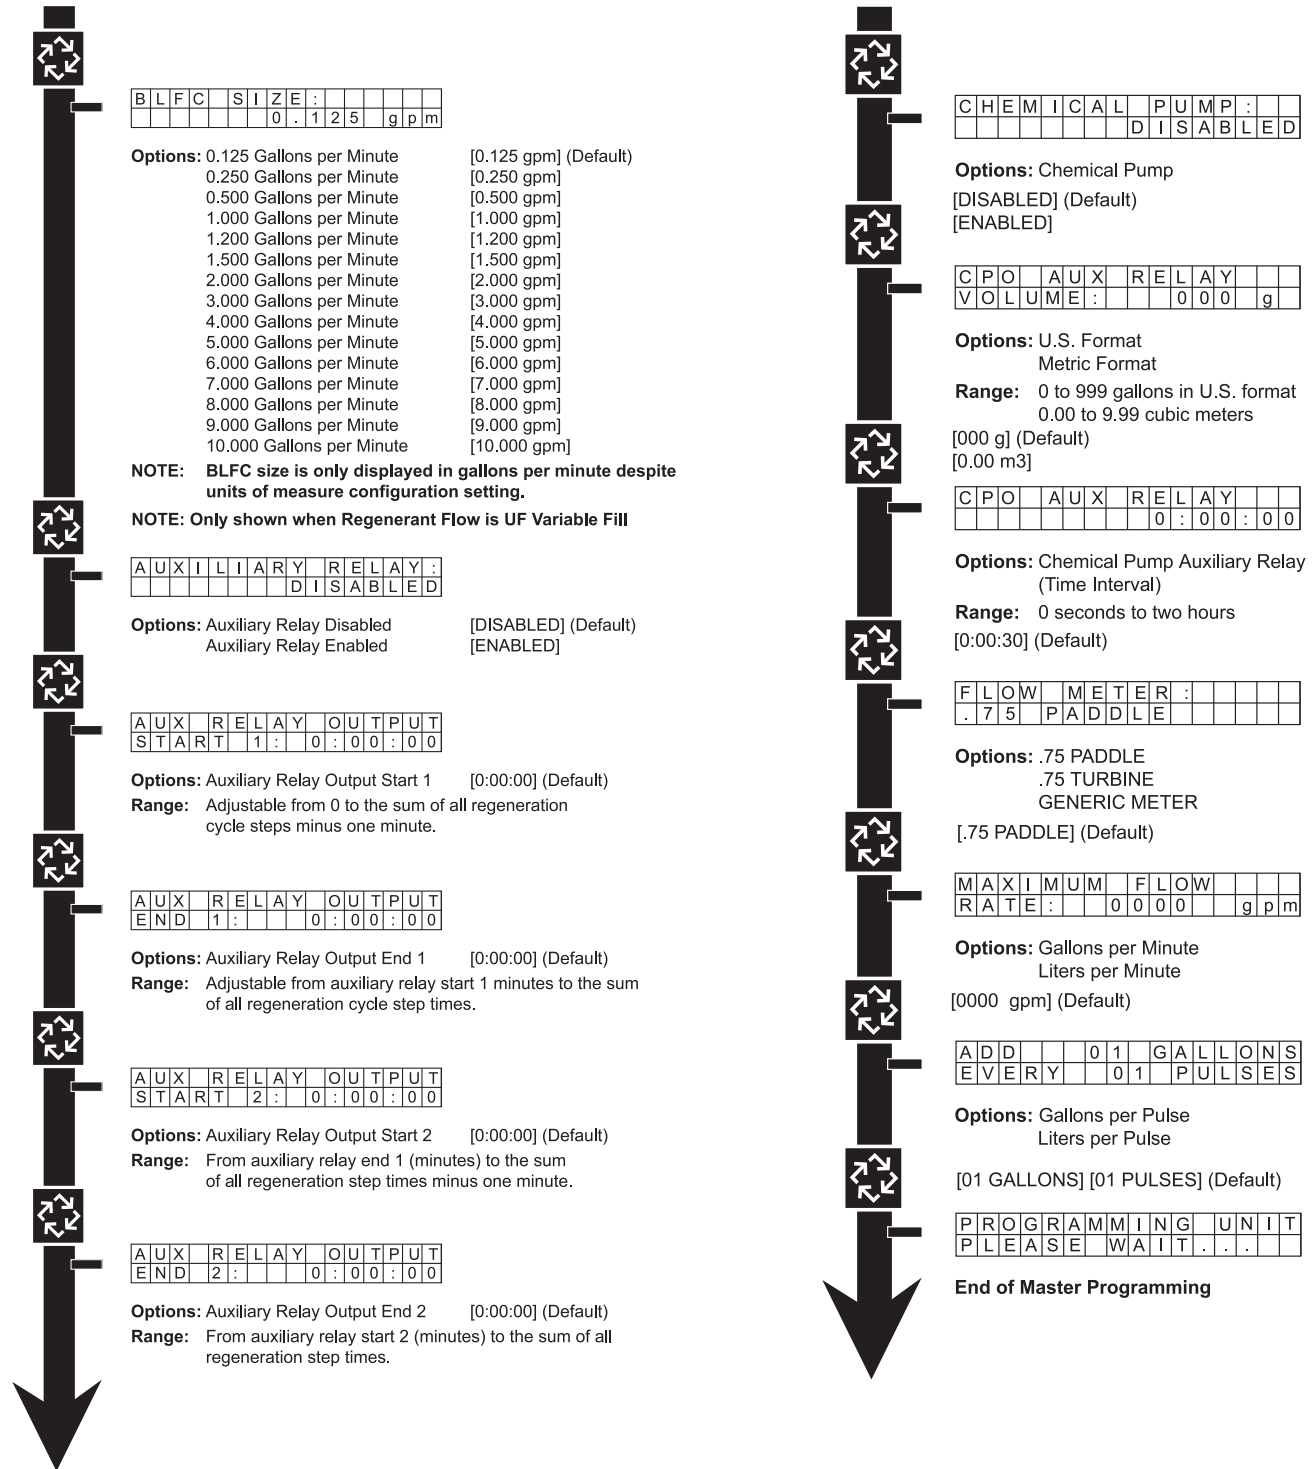 BLFC SIZE:
0.125 gpm
Options: 0.125 Gallons per Minute [0.125 gpm] (Default)
0.250 Gallons per Minute [0.250 gpm]
0.500 Gallons per Minute [0.500 gpm]
1.000 Gallons per Minute [1.000 gpm]
1.200 Gallons per Minute [1.200 gpm]
1.500 Gallons per Minute [1.500 gpm]
2.000 Gallons per Minute [2.000 gpm]
3.000 Gallons per Minute [3.000 gpm]
4.000 Gallons per Minute [4.000 gpm]
5.000 Gallons per Minute [5.000 gpm]
6.000 Gallons per Minute [6.000 gpm]
7.000 Gallons per Minute [7.000 gpm]
8.000 Gallons per Minute [8.000 gpm]
9.000 Gallons per Minute [9.000 gpm]
10.000 Gallons per Minute [10.000 gpm]
NOTE: BLFC size is only displayed in gallons per minute despite
units of measure configuration setting.
NOTE: Only shown when Regenerant Flow is UF Variable Fill
AUXILIARY RELAY:
DISABLED
Options: Auxiliary Relay Disabled [DISABLED] (Default)
Auxiliary Relay Enabled [ENABLED]
AUX RELAY OUTPUT
START 1: 0:00:00
Options: Auxiliary Relay Output Start 1 [0:00:00] (Default)
Range: Adjustable from 0 to the sum of all regeneration
cycle steps minus one minute.
AUX RELAY OUTPUT
END 1: 0:00:00
Options: Auxiliary Relay Output End 1 [0:00:00] (Default)
Range: Adjustable from auxiliary relay start 1 minutes to the sum
of all regeneration cycle step times.
AUX RELAY OUTPUT
START 2: 0:00:00
Options: Auxiliary Relay Output Start 2 [0:00:00] (Default)
Range: From auxiliary relay end 1 (minutes) to the sum
of all regeneration step times minus one minute.
AUX RELAY OUTPUT
END 2: 0:00:00
Options: Auxiliary Relay Output End 2 [0:00:00] (Default)
Range: From auxiliary relay start 2 (minutes) to the sum of all
regeneration step times.
CHEMICAL PUMP:
DISABLED
Options: Chemical Pump
[DISABLED] (Default)
[ENABLED]
CPO AUX RELAY
VOLUME: 000 g
Options: U.S. Format
Metric Format
Range: 0 to 999 gallons in U.S. format
0.00 to 9.99 cubic meters
[000 g] (Default)
[0.00 m3]
CPO AUX RELAY
0:00:00
Options: Chemical Pump Auxiliary Relay
(Time Interval)
Range: 0 seconds to two hours
[0:00:30] (Default)
FLOW METER:
.75 PADDLE
Options: .75 PADDLE
.75 TURBINE
GENERIC METER
[.75 PADDLE] (Default)
MAXIMUM FLOW
RATE: 0000 gpm
Options: Gallons per Minute
Liters per Minute
[0000 gpm] (Default)
ADD 01 GALLONS
EVERY 01 PULSES
Options: Gallons per Pulse
Liters per Pulse
[01 GALLONS] [01 PULSES] (Default)
PROGRAMMING UNIT
PLEASE WAIT...
End of Master Programming